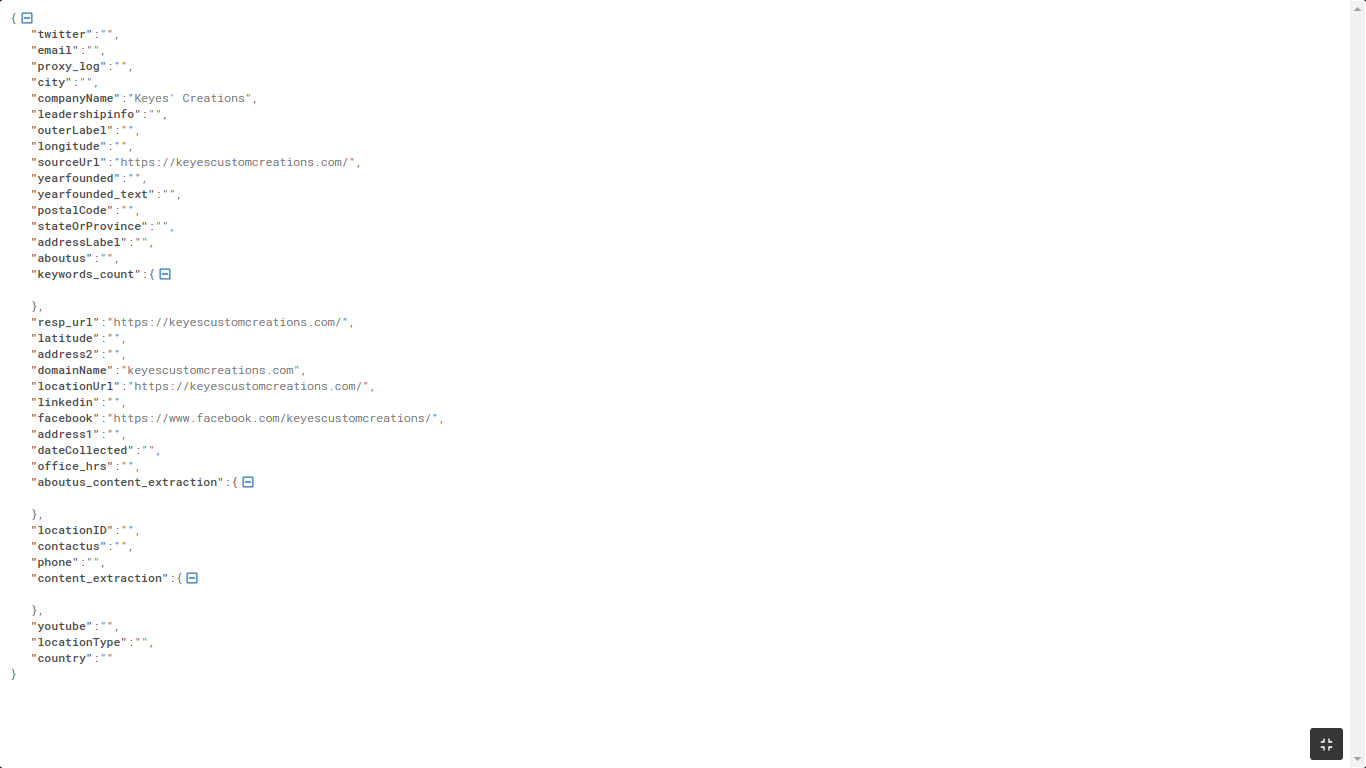 {
"twitter":"",
"email":"",
"proxy_log":"",
"city":"",
"companyName":"Keyes' Creations",
"leadershipinfo":"",
"outerLabel":"",
"longitude":"",
"sourceUrl":"https://keyescustomcreations.com/",
"yearfounded":"",
"yearfounded_text":"",
"postalCode":"",
"stateOrProvince":"",
"addressLabel":"",
"aboutus":"",
"keywords_count":{
},
"resp_url":"https://keyescustomcreations.com/",
"latitude":"",
"address2":"",
"domainName":"keyescustomcreations.com",
"locationUrl":"https://keyescustomcreations.com/",
"linkedin":"",
"facebook":"https://www.facebook.com/keyescustomcreations/",
"address1":"",
"dateCollected":"",
"office_hrs":"",
"aboutus_content_extraction":{
},
"locationID":"",
"contactus":"",
"phone":"",
"content_extraction":{
},
"youtube":"",
"locationType":"",
"country":""
}